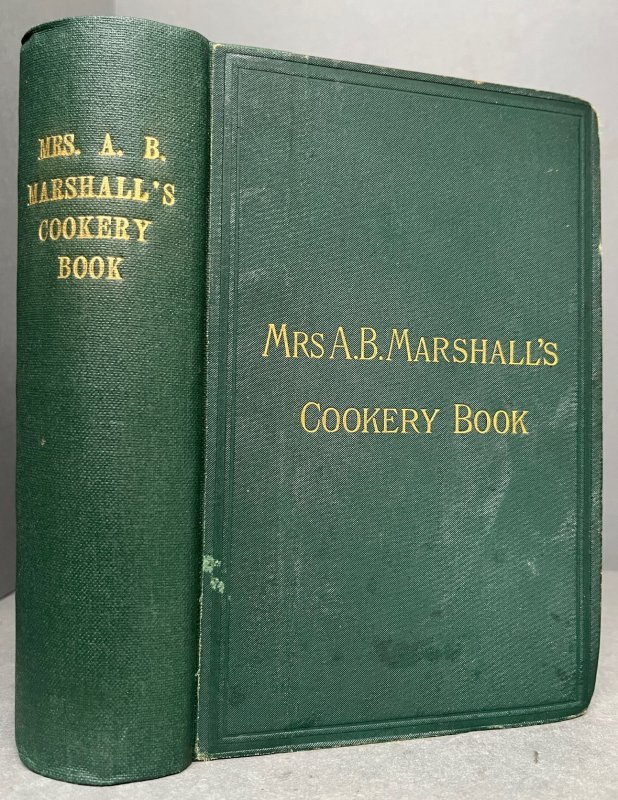 MRS. A. B.
MARSHALL'S
COOKERY
BOOK
MRS A.B. MARSHALL'S
COOKERY BOOK